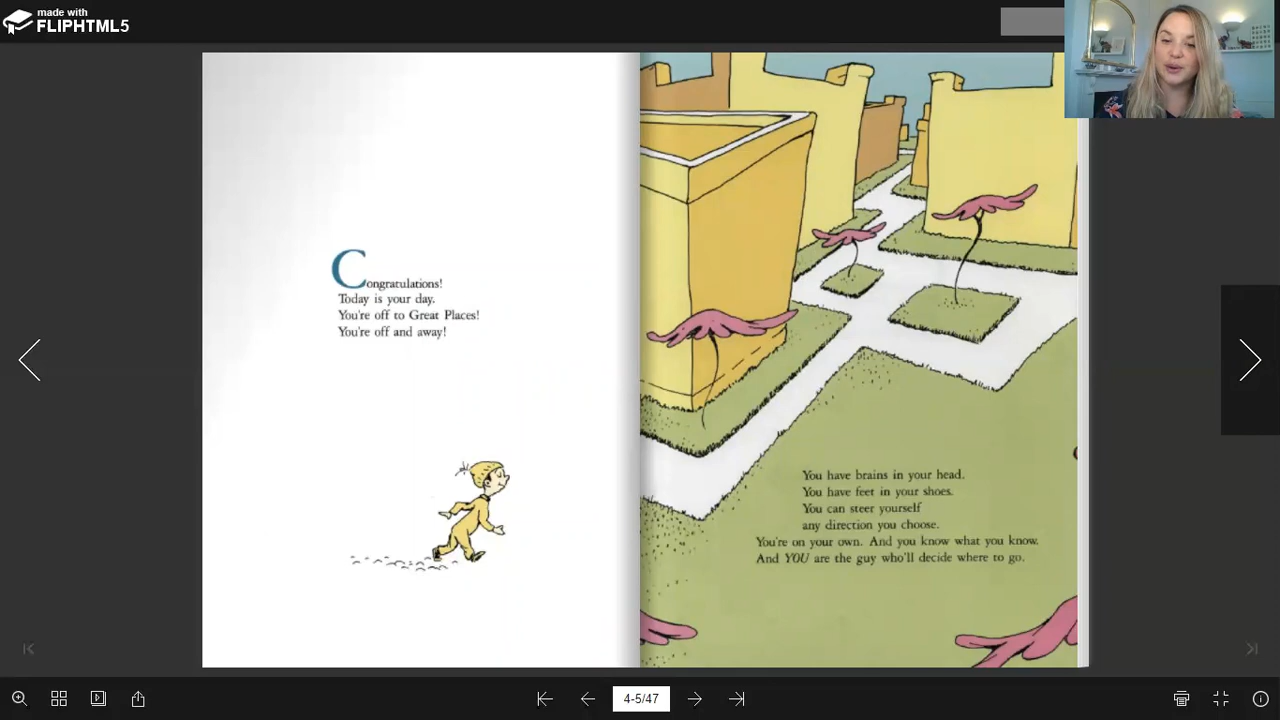 made with
FLIPHTML5
Congratulations!
Today is your day.
You're off to Great Places!
You're off and away!
You have brains in your head.
You have feet in your shoes.
You can steer yourself
any direction you choose.
You're on your own. And you know what you know.
And YOU are the guy who'll decide where to go.
4-5/47